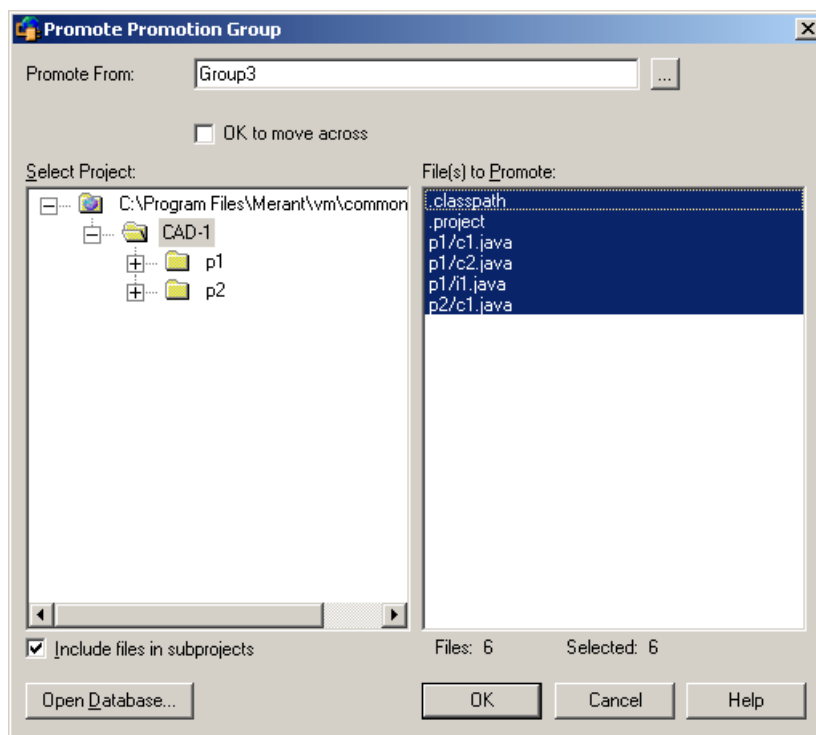 Promote Promotion Group
Promote From:
Group3
...
OK to move across
Select Project:
File(s) to Promote:
C:\Program Files\Merant\vm\common
CAD-1
p1
p2
.classpath
.project
p1/c1.java
p1/c2.java
p1/i1.java
p2/c1.java
Include files in subprojects
Files: 6 Selected: 6
Open Database... OK Cancel Help